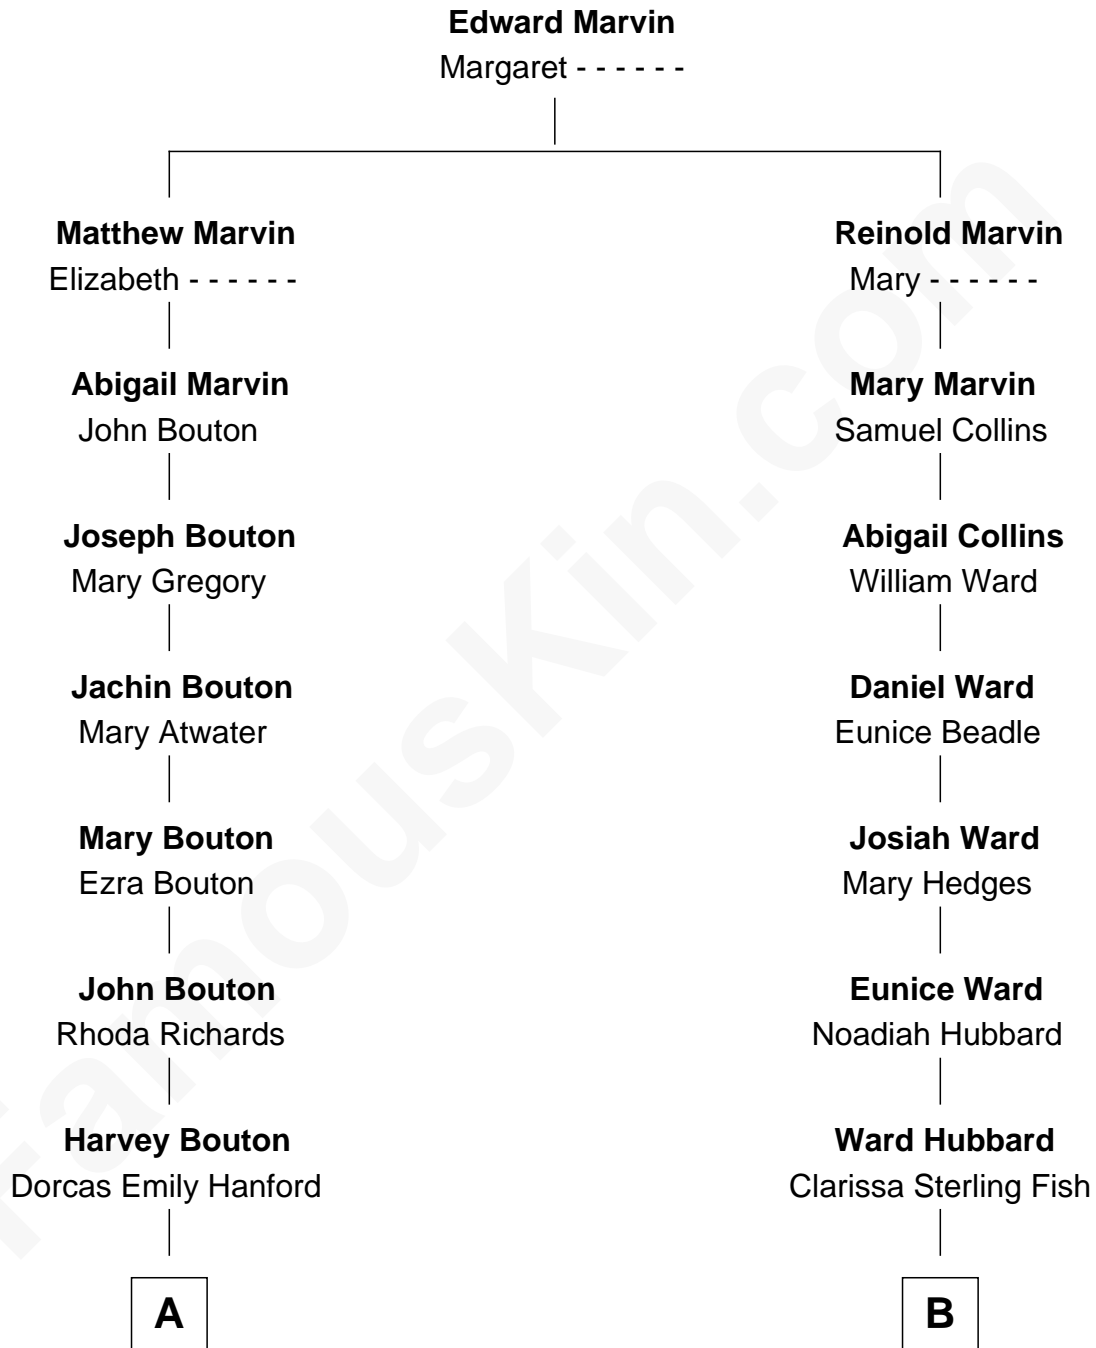 Edward Marvin
Margaret - - - - - -
Matthew Marvin
Elizabeth - - - - - -
Reinold Marvin
Mary - - - - - -
Abigail Marvin
John Bouton
Mary Marvin
Samuel Collins
Joseph Bouton
Mary Gregory
Abigail Collins
William Ward
Jachin Bouton
Mary Atwater
Daniel Ward
Eunice Beadle
Mary Bouton
Ezra Bouton
Josiah Ward
Mary Hedges
John Bouton
Rhoda Richards
Eunice Ward
Noadiah Hubbard
Harvey Bouton
Dorcas Emily Hanford
Ward Hubbard
Clarissa Sterling Fish
A
B
FamousKin.com